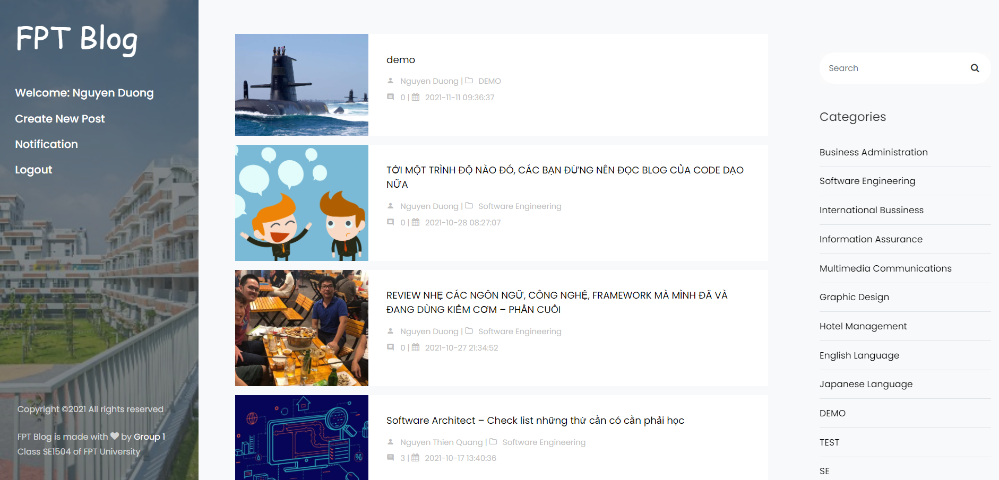 FPT Blog
Welcome: Nguyen Duong
Create New Post
Notification
Logout
Copyright ©2021 All rights reserved
FPT Blog is made with ♥ by Group 1
Class SE1504 of FPT University
demo
Nguyen Duong | DEMO
0 | 2021-11-11 09:36:37
TỚI MỘT TRÌNH ĐỘ NÀO ĐÓ, CÁC BẠN ĐỪNG NÊN ĐỌC BLOG CỦA CODE DẠO
NỮA
Nguyen Duong | Software Engineering
0 | 2021-10-28 08:27:07
REVIEW NHẸ CÁC NGÔN NGỮ, CÔNG NGHỆ, FRAMEWORK MÀ MÌNH ĐÃ VÀ
ĐANG DÙNG KIẾM CƠM – PHẦN CUỐI
Nguyen Duong | Software Engineering
0 | 2021-10-27 21:34:52
Software Architect – Check list những thứ cần có cần phải học
Nguyen Thien Quang | Software Engineering
3 | 2021-10-17 13:40:36
Search
Categories
Business Administration
Software Engineering
International Bussiness
Information Assurance
Multimedia Communications
Graphic Design
Hotel Management
English Language
Japanese Language
DEMO
TEST
SE